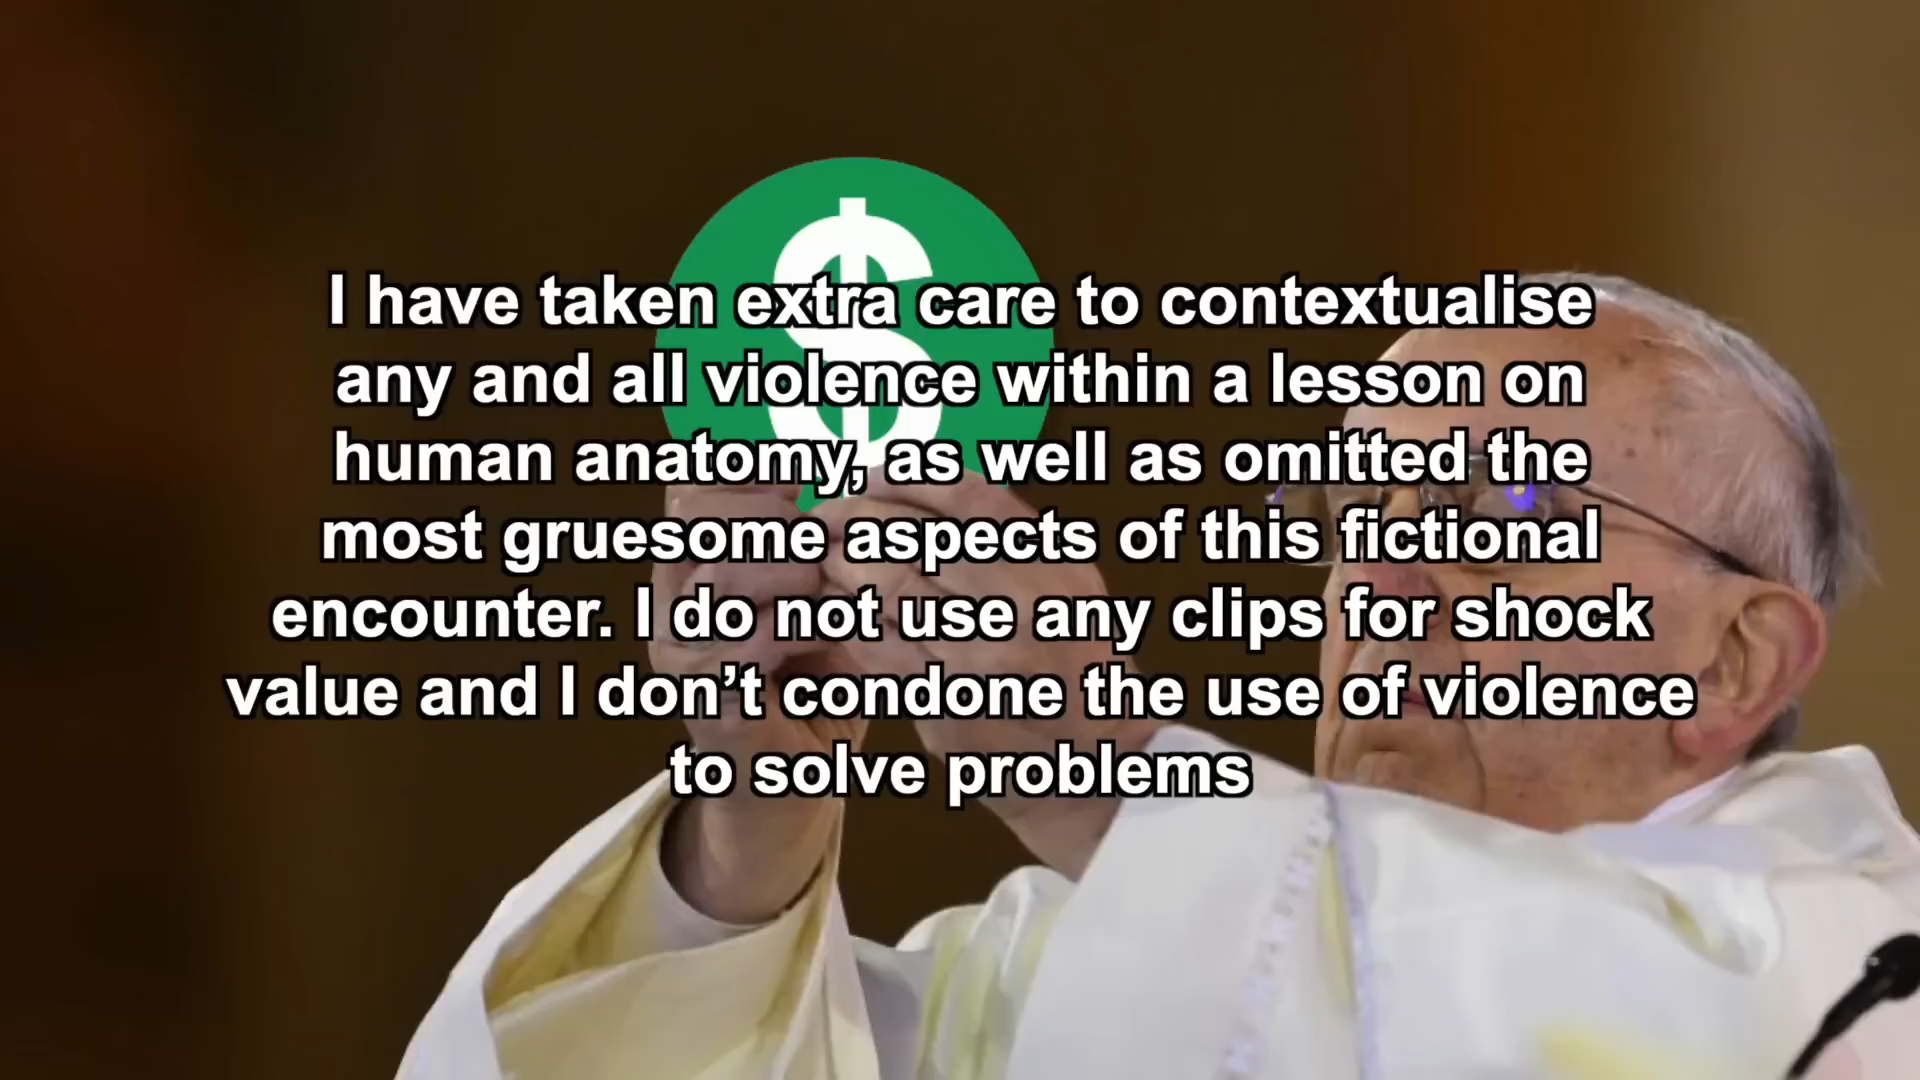 $
I have taken extra care to contextualise
any and all violence within a lesson on
human anatomy, as well as omitted the
most gruesome aspects of this fictional
encounter. I do not use any clips for shock
value and I don’t condone the use of violence
to solve problems